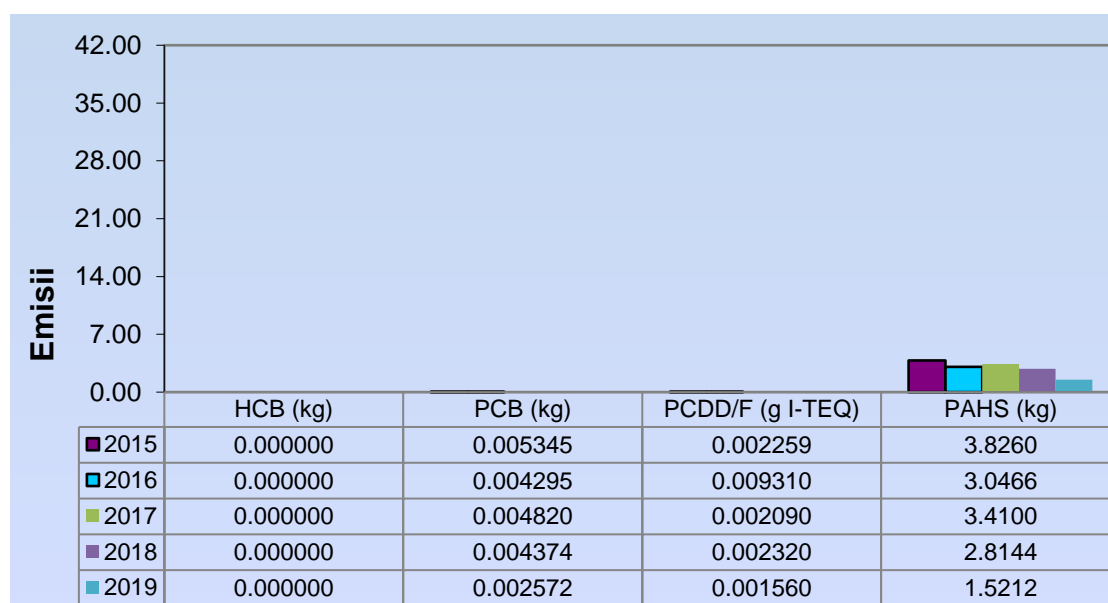 42.00
35.00
28.00
21.00
14.00
7.00
0.00
Emisii
HCB (kg) PCB (kg) PCDD/F (g I-TEQ) PAHS (kg)
2015 0.000000 0.005345 0.002259 3.8260
2016 0.000000 0.004295 0.009310 3.0466
2017 0.000000 0.004820 0.002090 3.4100
2018 0.000000 0.004374 0.002320 2.8144
2019 0.000000 0.002572 0.001560 1.5212